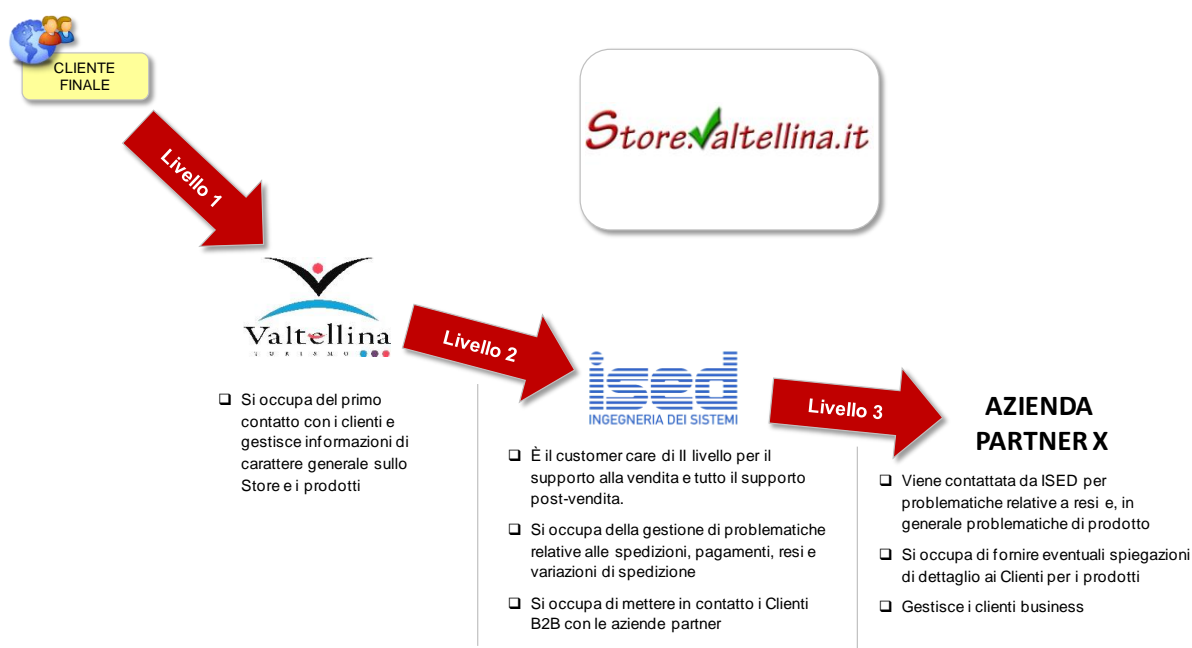 CLIENTE
FINALE
Store.Valtellina.it
Livello 1
Valtellina
TURISMO
Si occupa del primo
contatto con i clienti e
gestisce informazioni di
carattere generale sullo
Store e i prodotti
Livello 2
ised
INGEGNERIA DEI SISTEMI
È il customer care di II livello per il
supporto alla vendita e tutto il supporto
post-vendita.
Si occupa della gestione di problematiche
relative alle spedizioni, pagamenti, resi e
variazioni di spedizione
Si occupa di mettere in contatto i Clienti
B2B con le aziende partner
Livello 3
AZIENDA
PARTNER X
Viene contattata da ISED per
problematiche relative a resi e, in
generale problematiche di prodotto
Si occupa di fornire eventuali spiegazioni
di dettaglio ai Clienti per i prodotti
Gestisce i clienti business